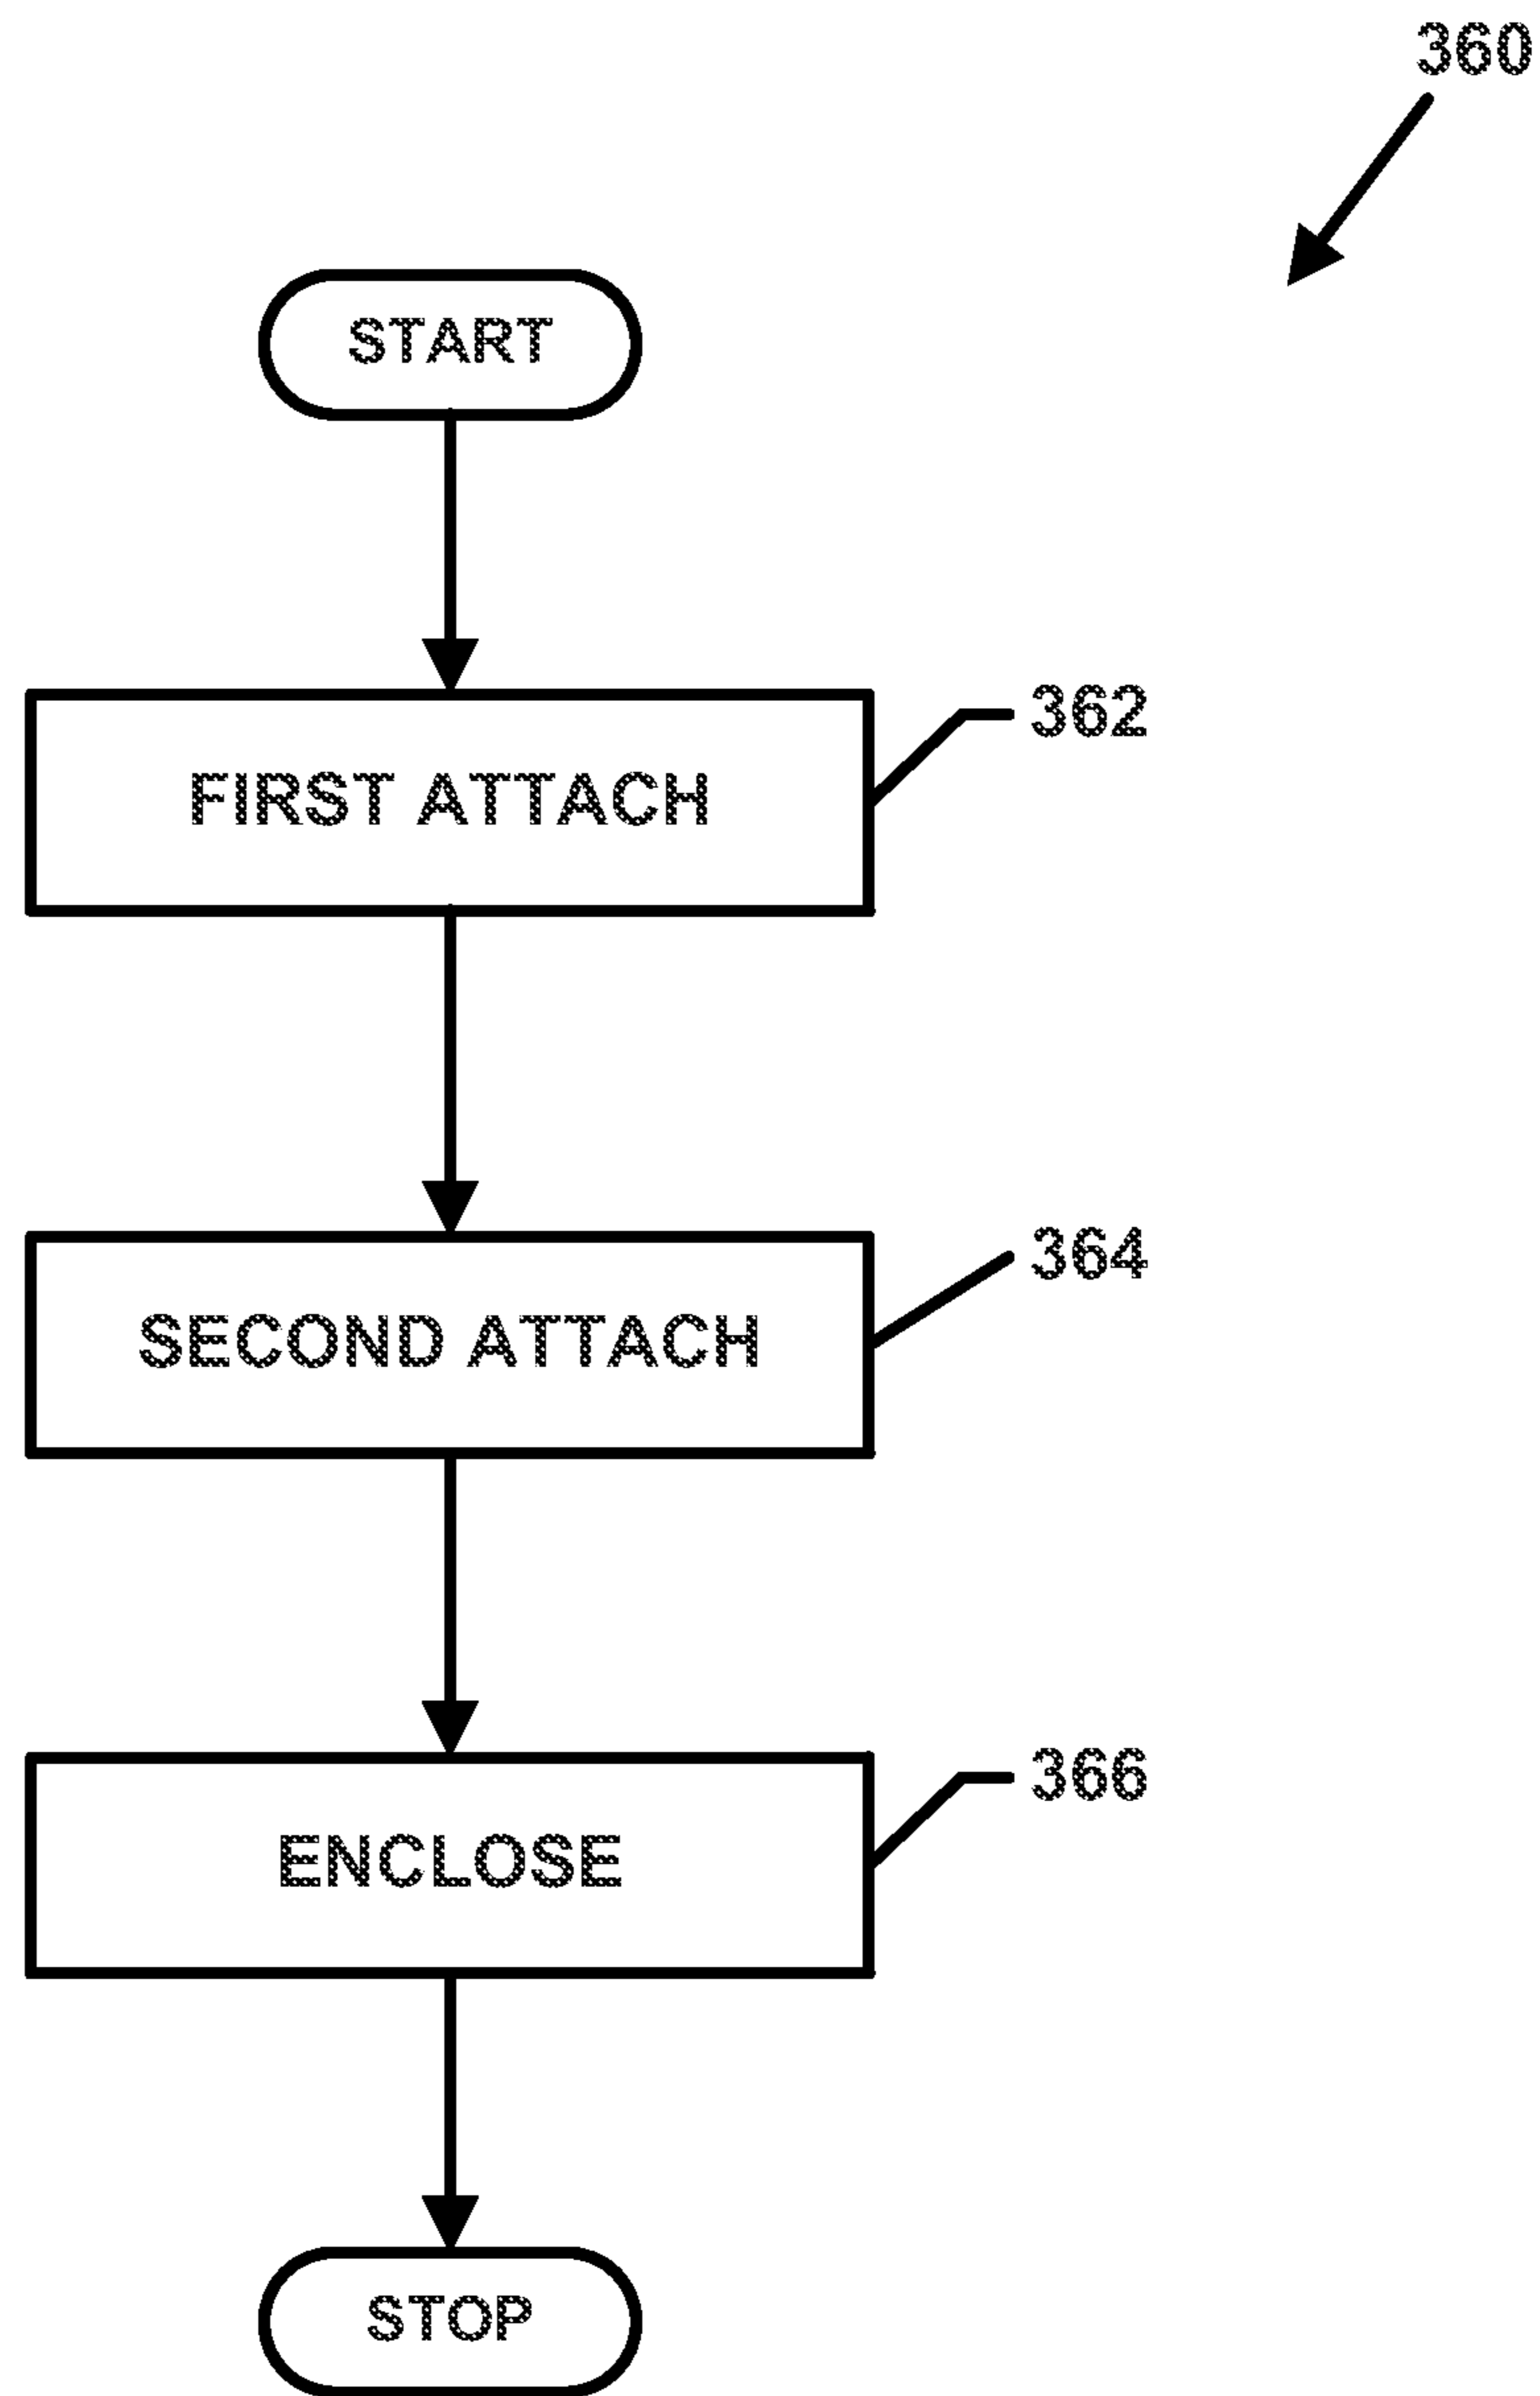 360
START
FIRST ATTACH
362
SECOND ATTACH
364
ENCLOSE
366
STOP